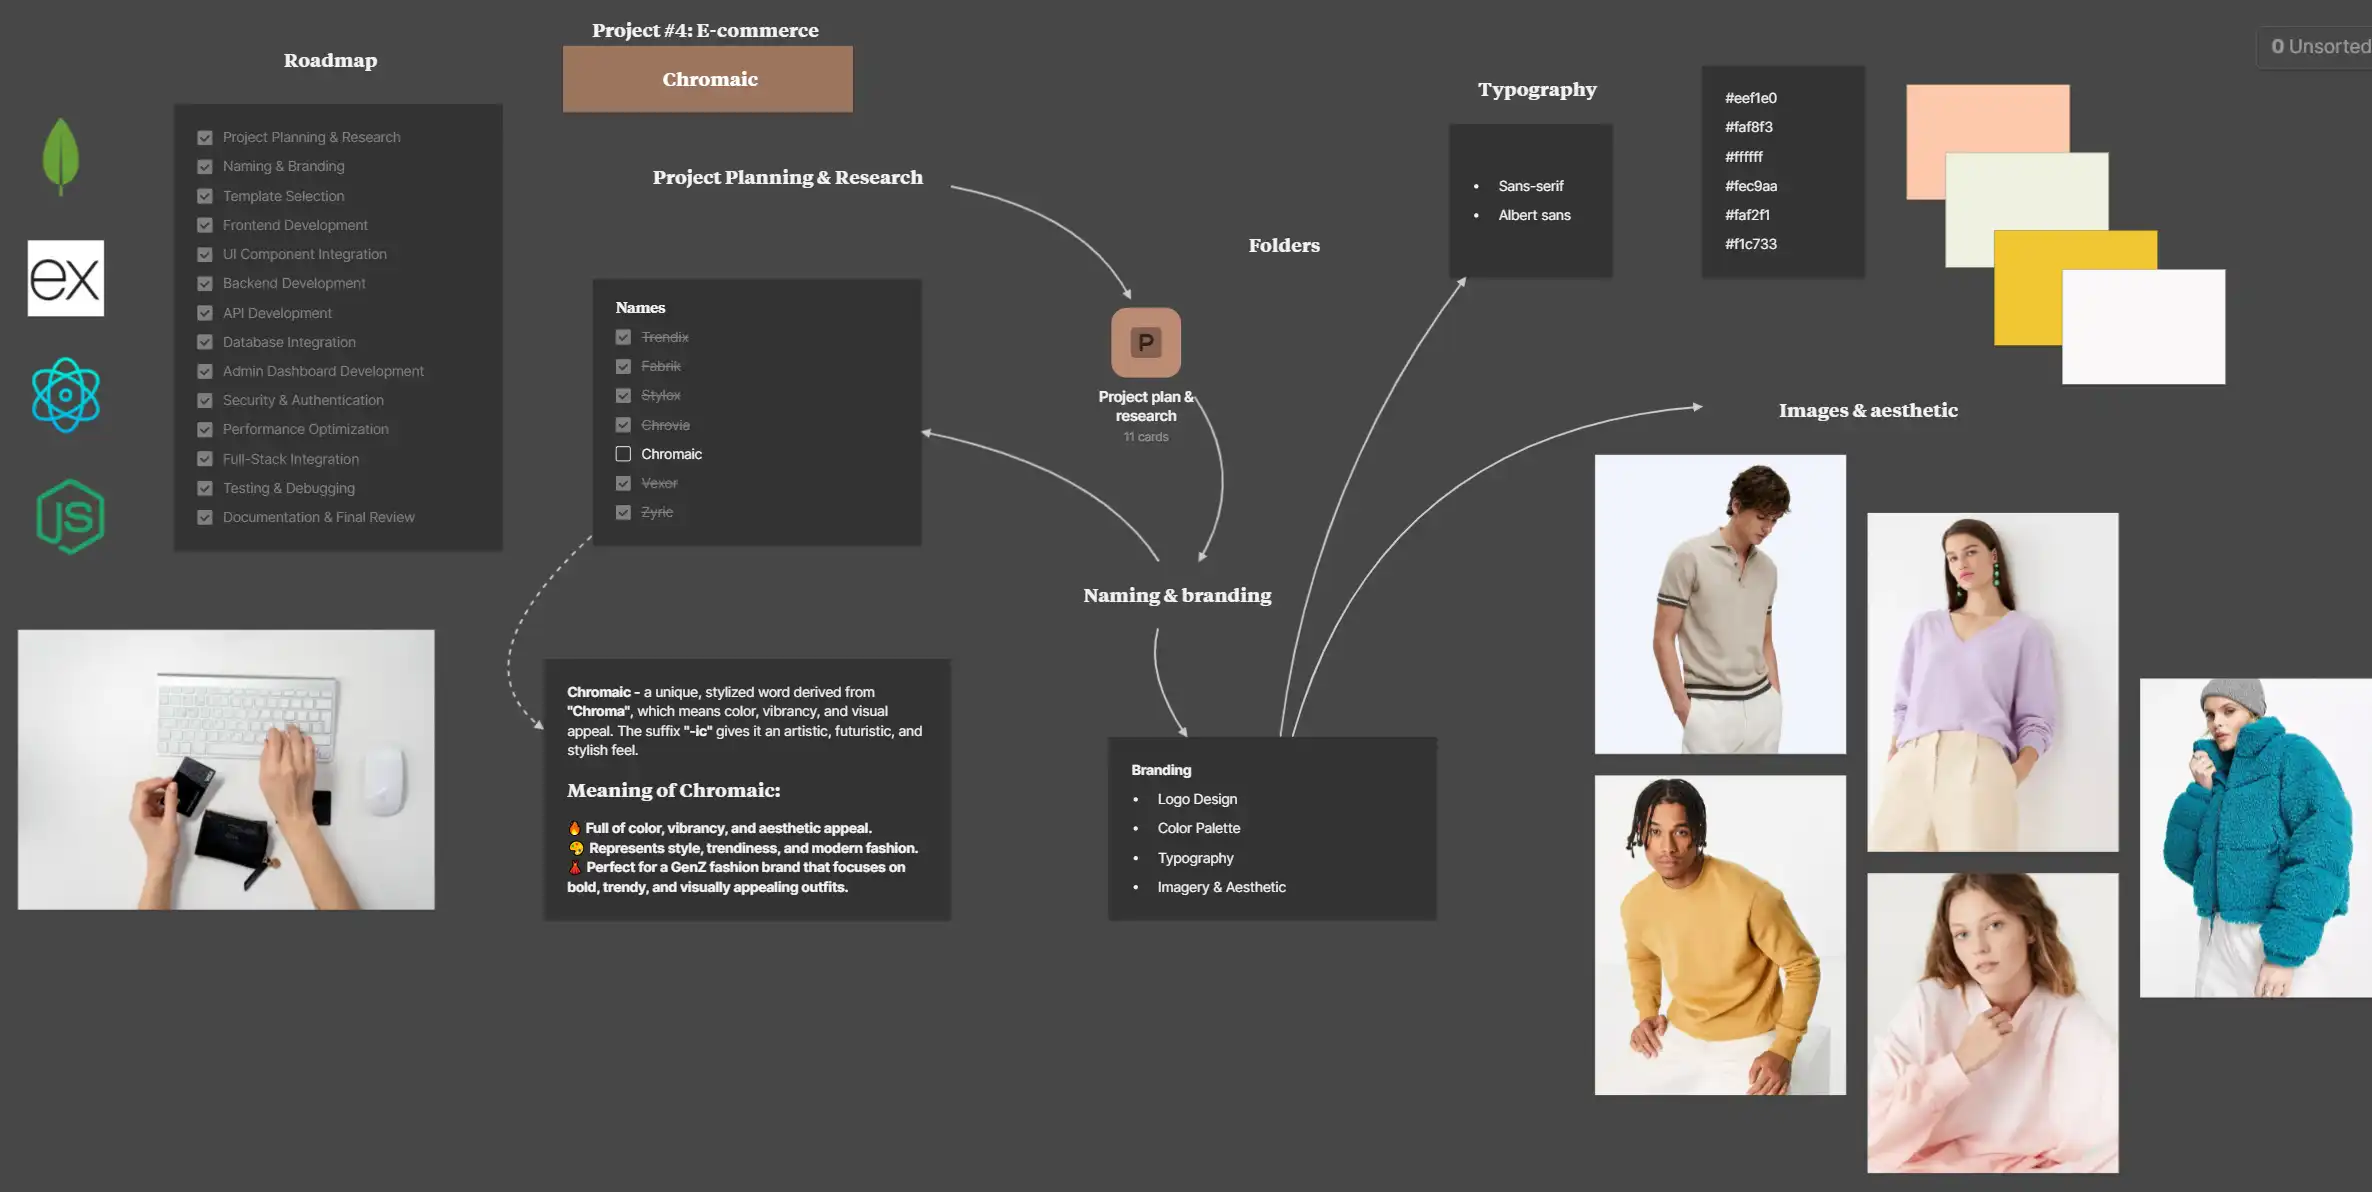 Project #4: E-commerce
Chromaic
Roadmap
Project Planning & Research
Naming & Branding
Template Selection
Frontend Development
UI Component Integration
Backend Development
API Development
Database Integration
Admin Dashboard Development
Security & Authentication
Performance Optimization
Full-Stack Integration
Testing & Debugging
Documentation & Final Review
ex
JS
Project Planning & Research
Names
Trendix
Fabrik
Stylox
Chrovia
Chromaic
Vexor
Zyric
Chromaic - a unique, stylized word derived from
"Chroma", which means color, vibrancy, and visual
appeal. The suffix "-ic" gives it an artistic, futuristic, and
stylish feel.
Meaning of Chromaic:
🔥 Full of color, vibrancy, and aesthetic appeal.
🎨 Represents style, trendiness, and modern fashion.
👗 Perfect for a GenZ fashion brand that focuses on
bold, trendy, and visually appealing outfits.
Folders
P
Project plan &
research
11 cards
Naming & branding
Branding
• Logo Design
• Color Palette
• Typography
• Imagery & Aesthetic
Typography
• Sans-serif
• Albert sans
#eef1e0
#faf8f3
#ffffff
#fec9aa
#faf2f1
#f1c733
0 Unsorted
Images & aesthetic